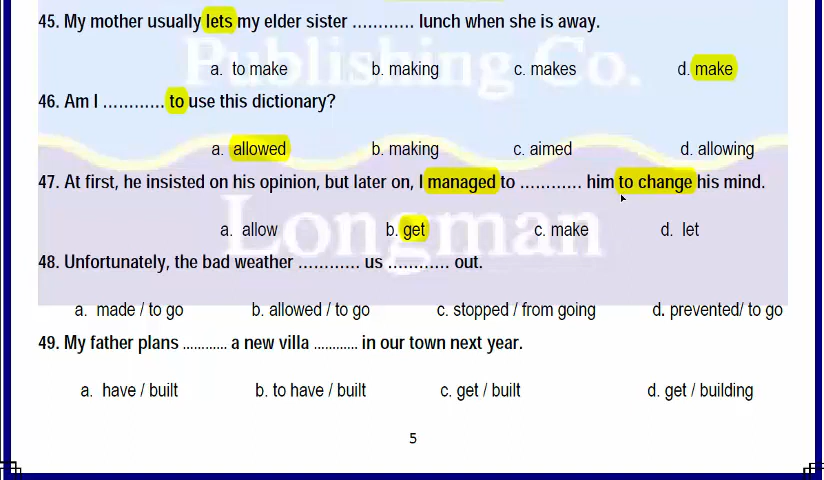 45. My mother usually lets my elder sister ………… lunch when she is away.
a. to make b. making c. makes d. make
46. Am I ………… to use this dictionary?
a. allowed b. making c. aimed d. allowing
47. At first, he insisted on his opinion, but later on, I managed to ………… him to change his mind.
a. allow b. get c. make d. let
48. Unfortunately, the bad weather ………… us ………… out.
a. made / to go b. allowed / to go c. stopped / from going d. prevented/ to go
49. My father plans ………… a new villa ………… in our town next year.
a. have / built b. to have / built c. get / built d. get / building
5
Publishing Co.
Longman